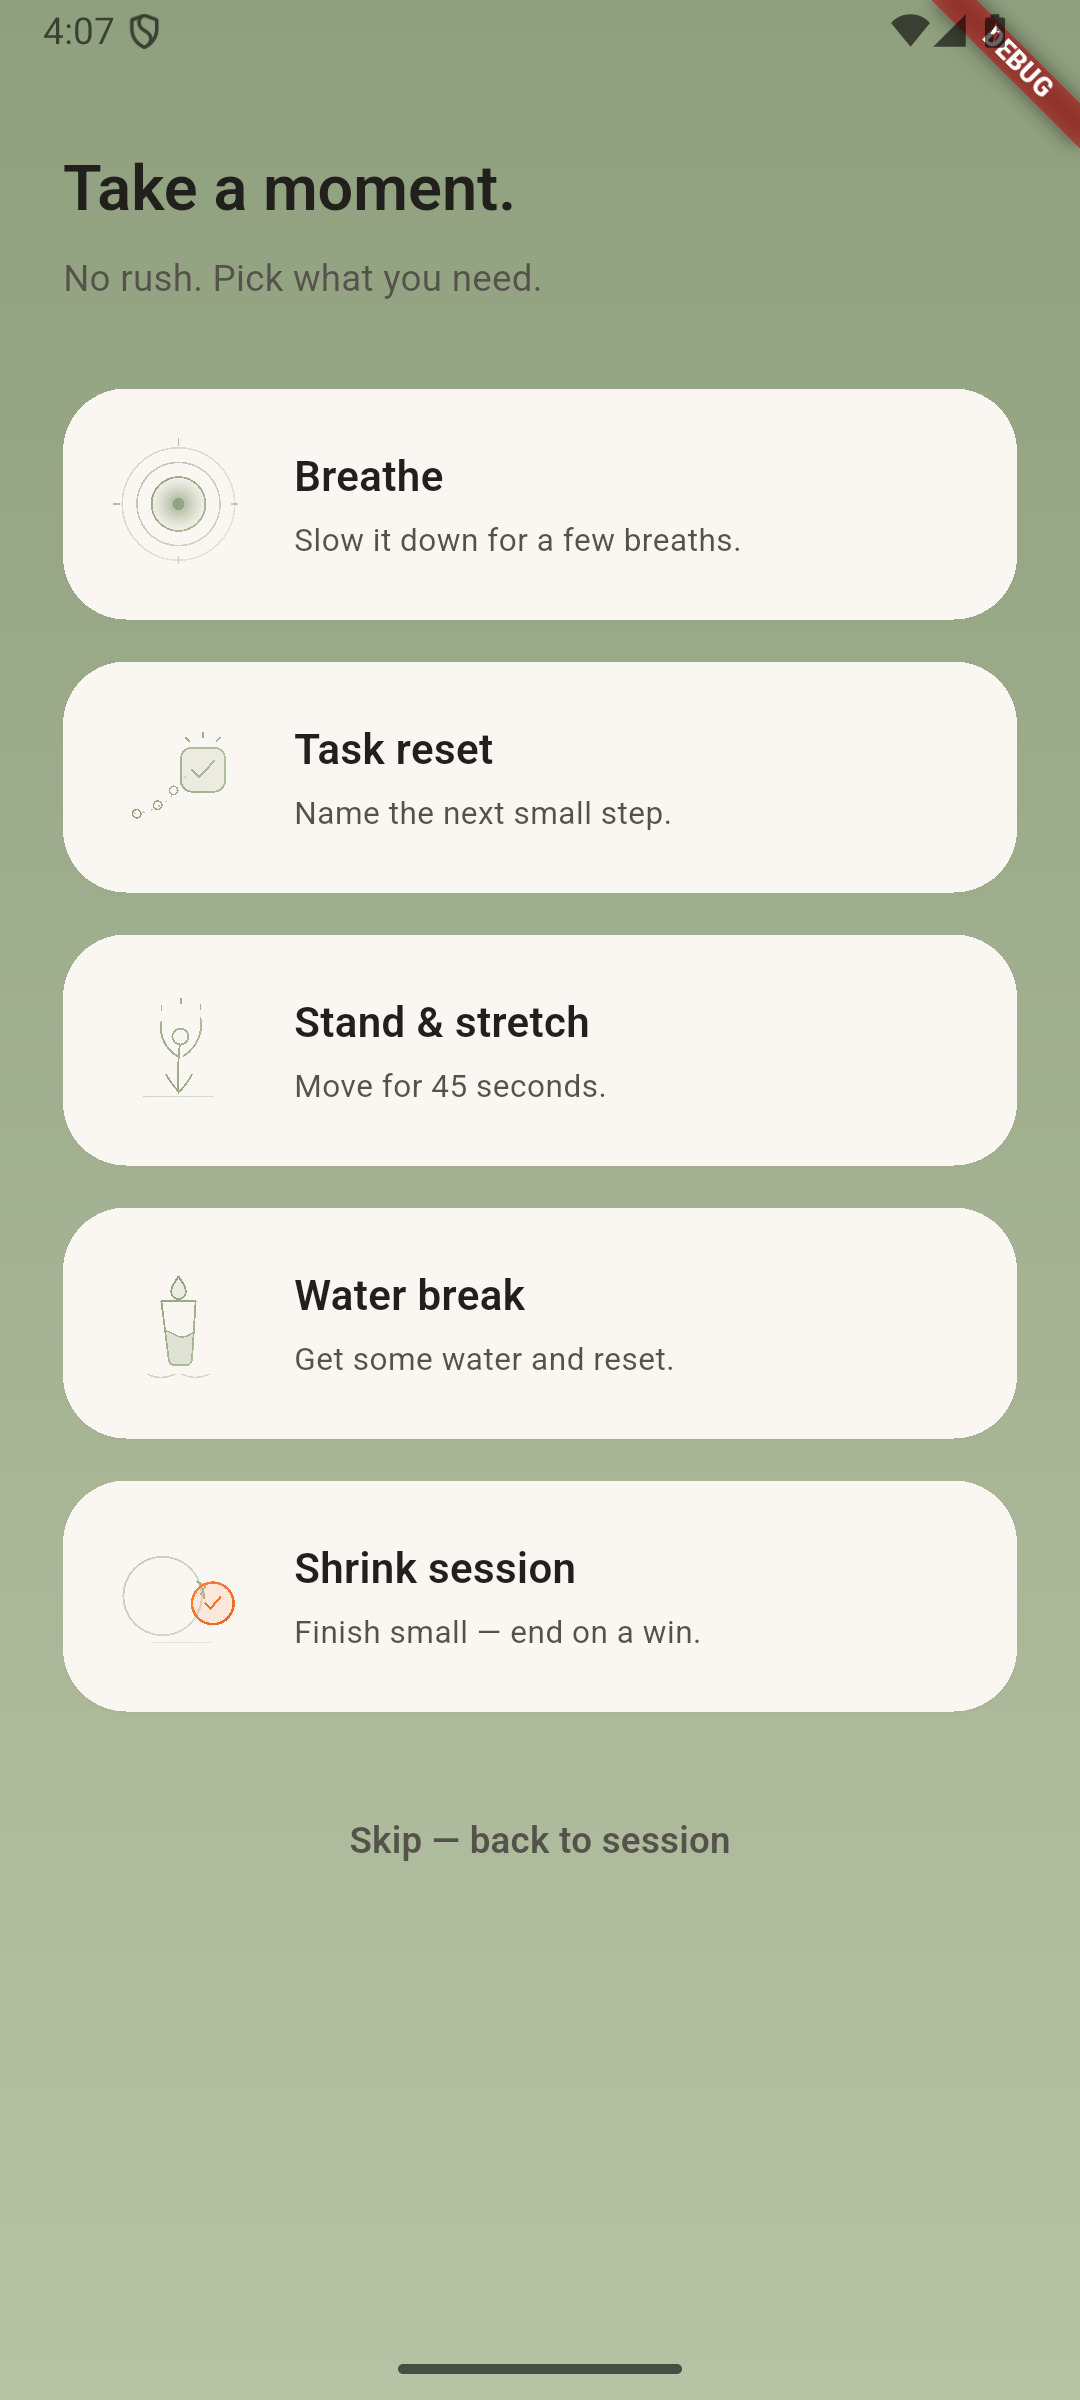 4:07
DEBUG
Take a moment.
No rush. Pick what you need.
Breathe
Slow it down for a few breaths.
Task reset
Name the next small step.
Stand & stretch
Move for 45 seconds.
Water break
Get some water and reset.
Shrink session
Finish small — end on a win.
Skip — back to session